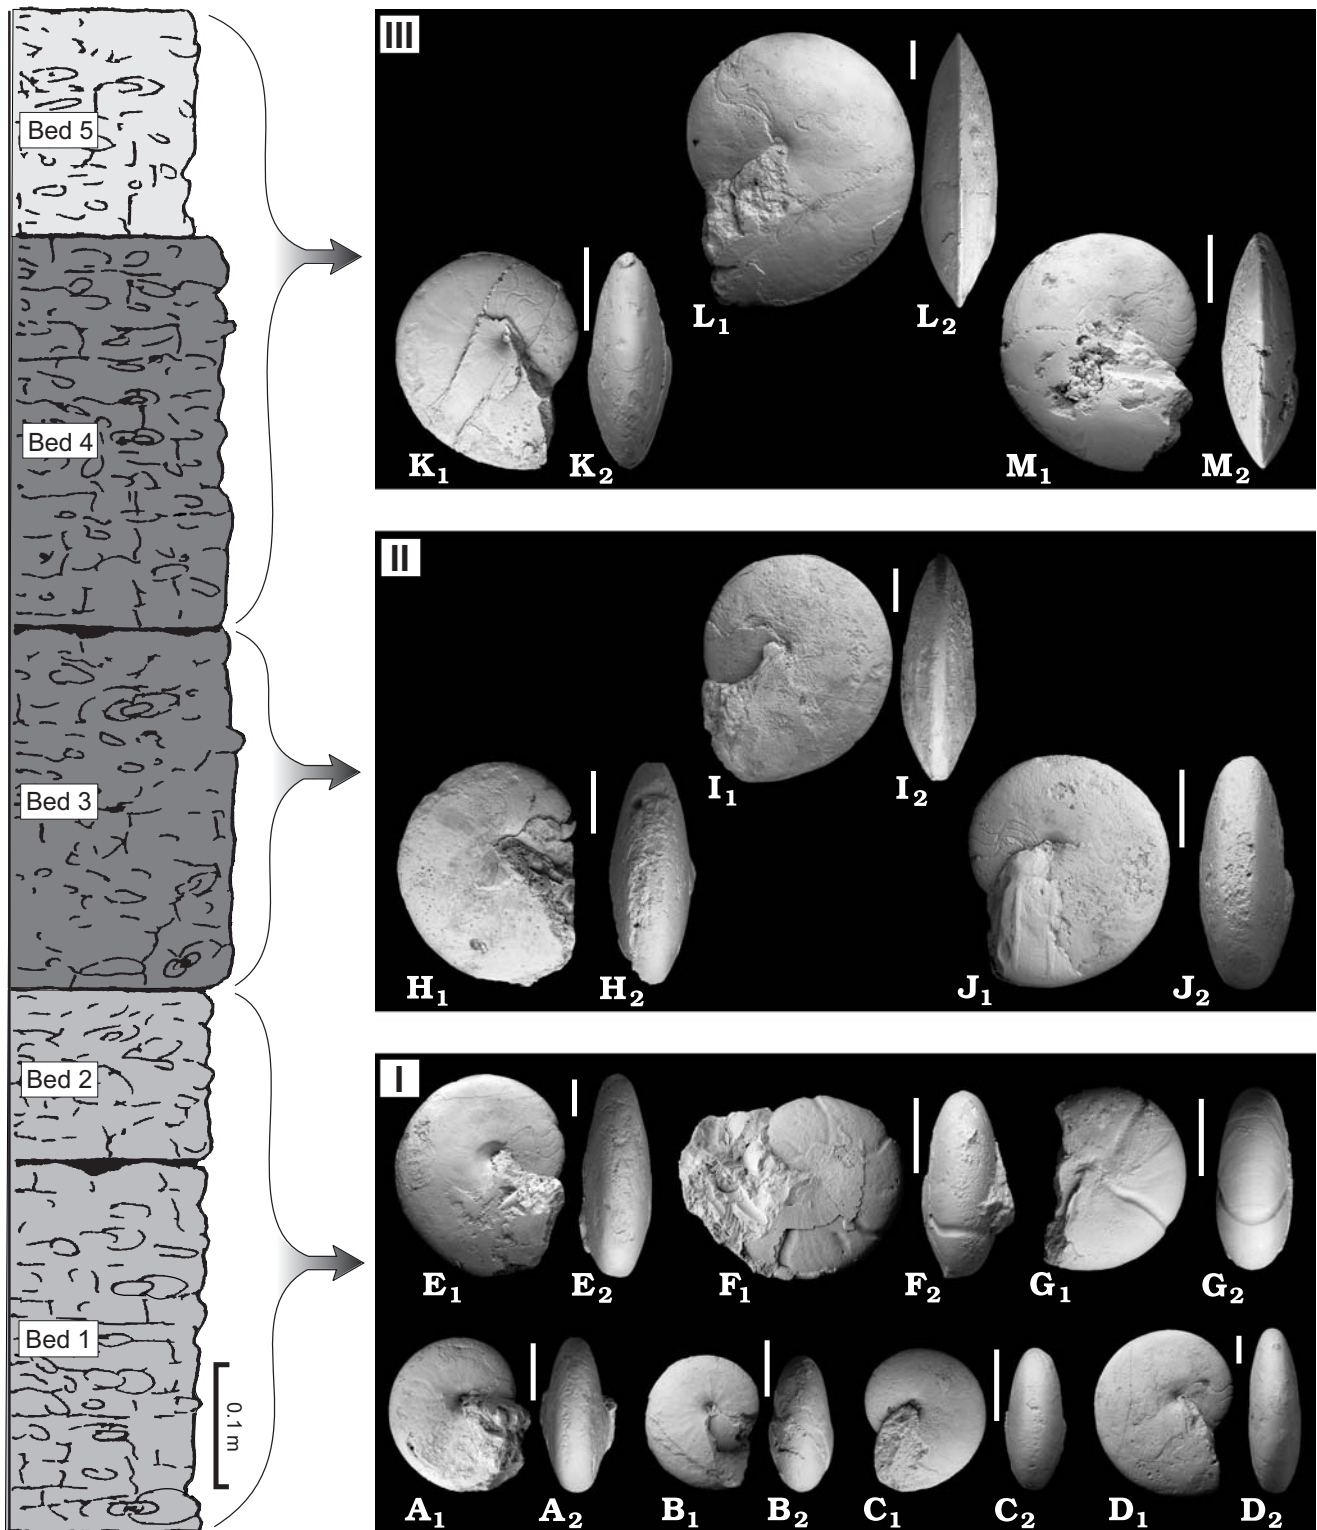 Bed 5
Bed 4
Bed 3
Bed 2
Bed 1
0.1 m
III
L1 L2
K1 K2 M1 M2
II
I1 I2
H1 H2 J1 J2
I
E1 E2 F1 F2 G1 G2
A1 A2 B1 B2 C1 C2 D1 D2